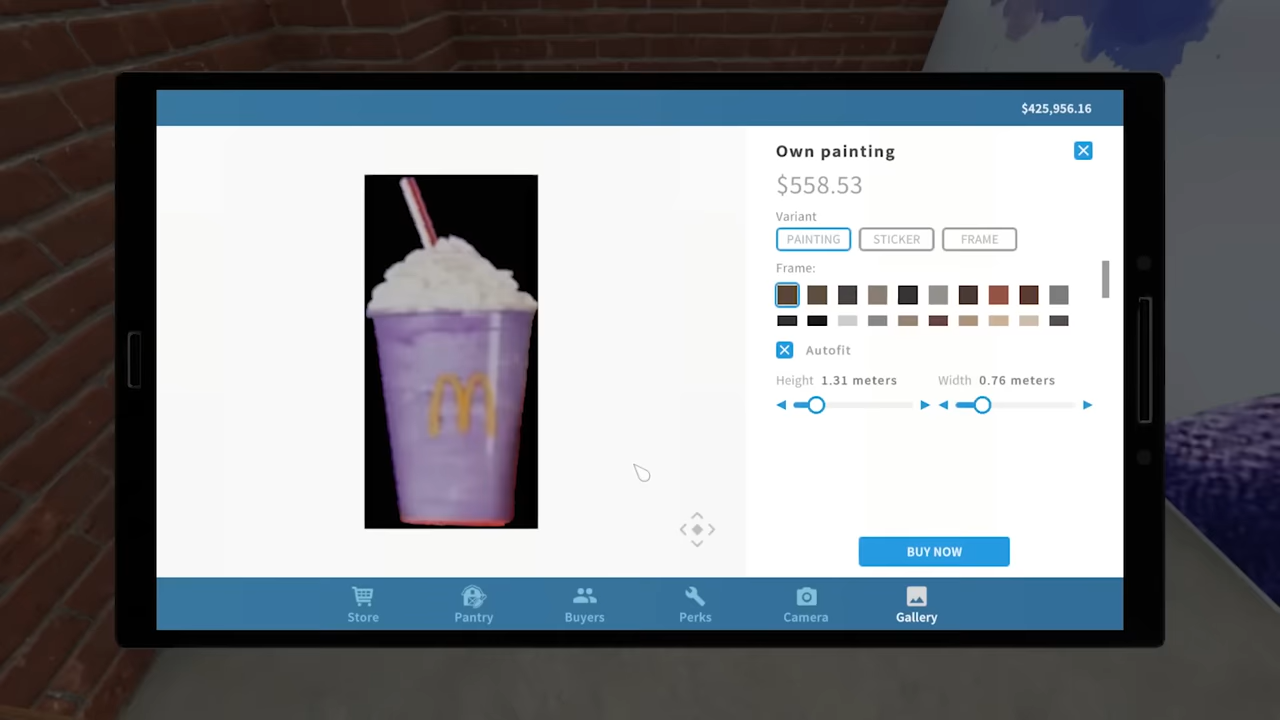 $425,956.16
Own painting
$558.53
Variant
PAINTING STICKER FRAME
Frame:
Autofit
Height 1.31 meters Width 0.76 meters
M
BUY NOW
Store Pantry Buyers Perks Camera Gallery